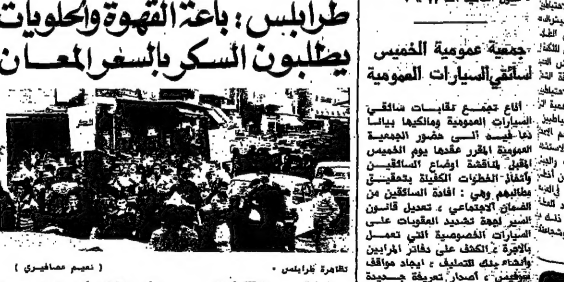 طرابلس : باعة القهوة والحلويات
يطلبون السكر بالسعر المعان
تظاهرة طرابلس •
( نعيم عصافيري )
جمعية عمومية الخميس
لسائقي السيارات العمومية
أذاع تجمع نقابات سائقي
السيارات العمومية ومالكيها بيانا
دعا فيه الى حضور الجمعية
العمومية المقرر عقدها يوم الخميس
المقبل لمناقشة اوضاع السائقين
واتخاذ الخطوات الكفيلة بتحقيق
مطالبهم وهي : افادة السائقين من
الضمان الاجتماعي ، تعديل قانون
السير لجهة تشديد العقوبات على
السيارات الخصوصية التي تعمل
بالاجرة ، الكشف على دفاتر المرابين
وانشاء بنك للتسليف ، ايجاد مواقف
اصدار تعريفة جديدة